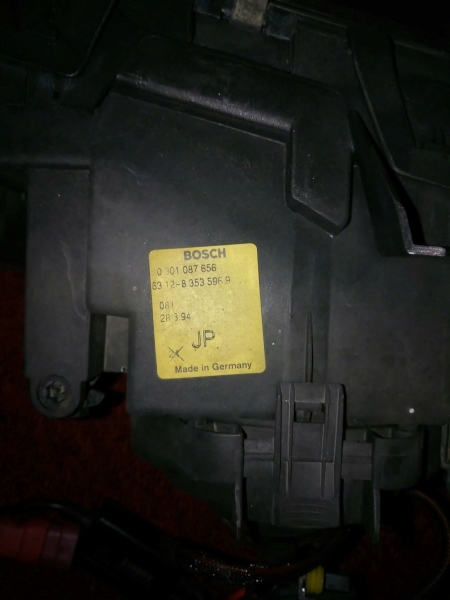 BOSCH
0 301 087 656
63 12-8 353 596.9
081
28.3.94
JP
Made in Germany